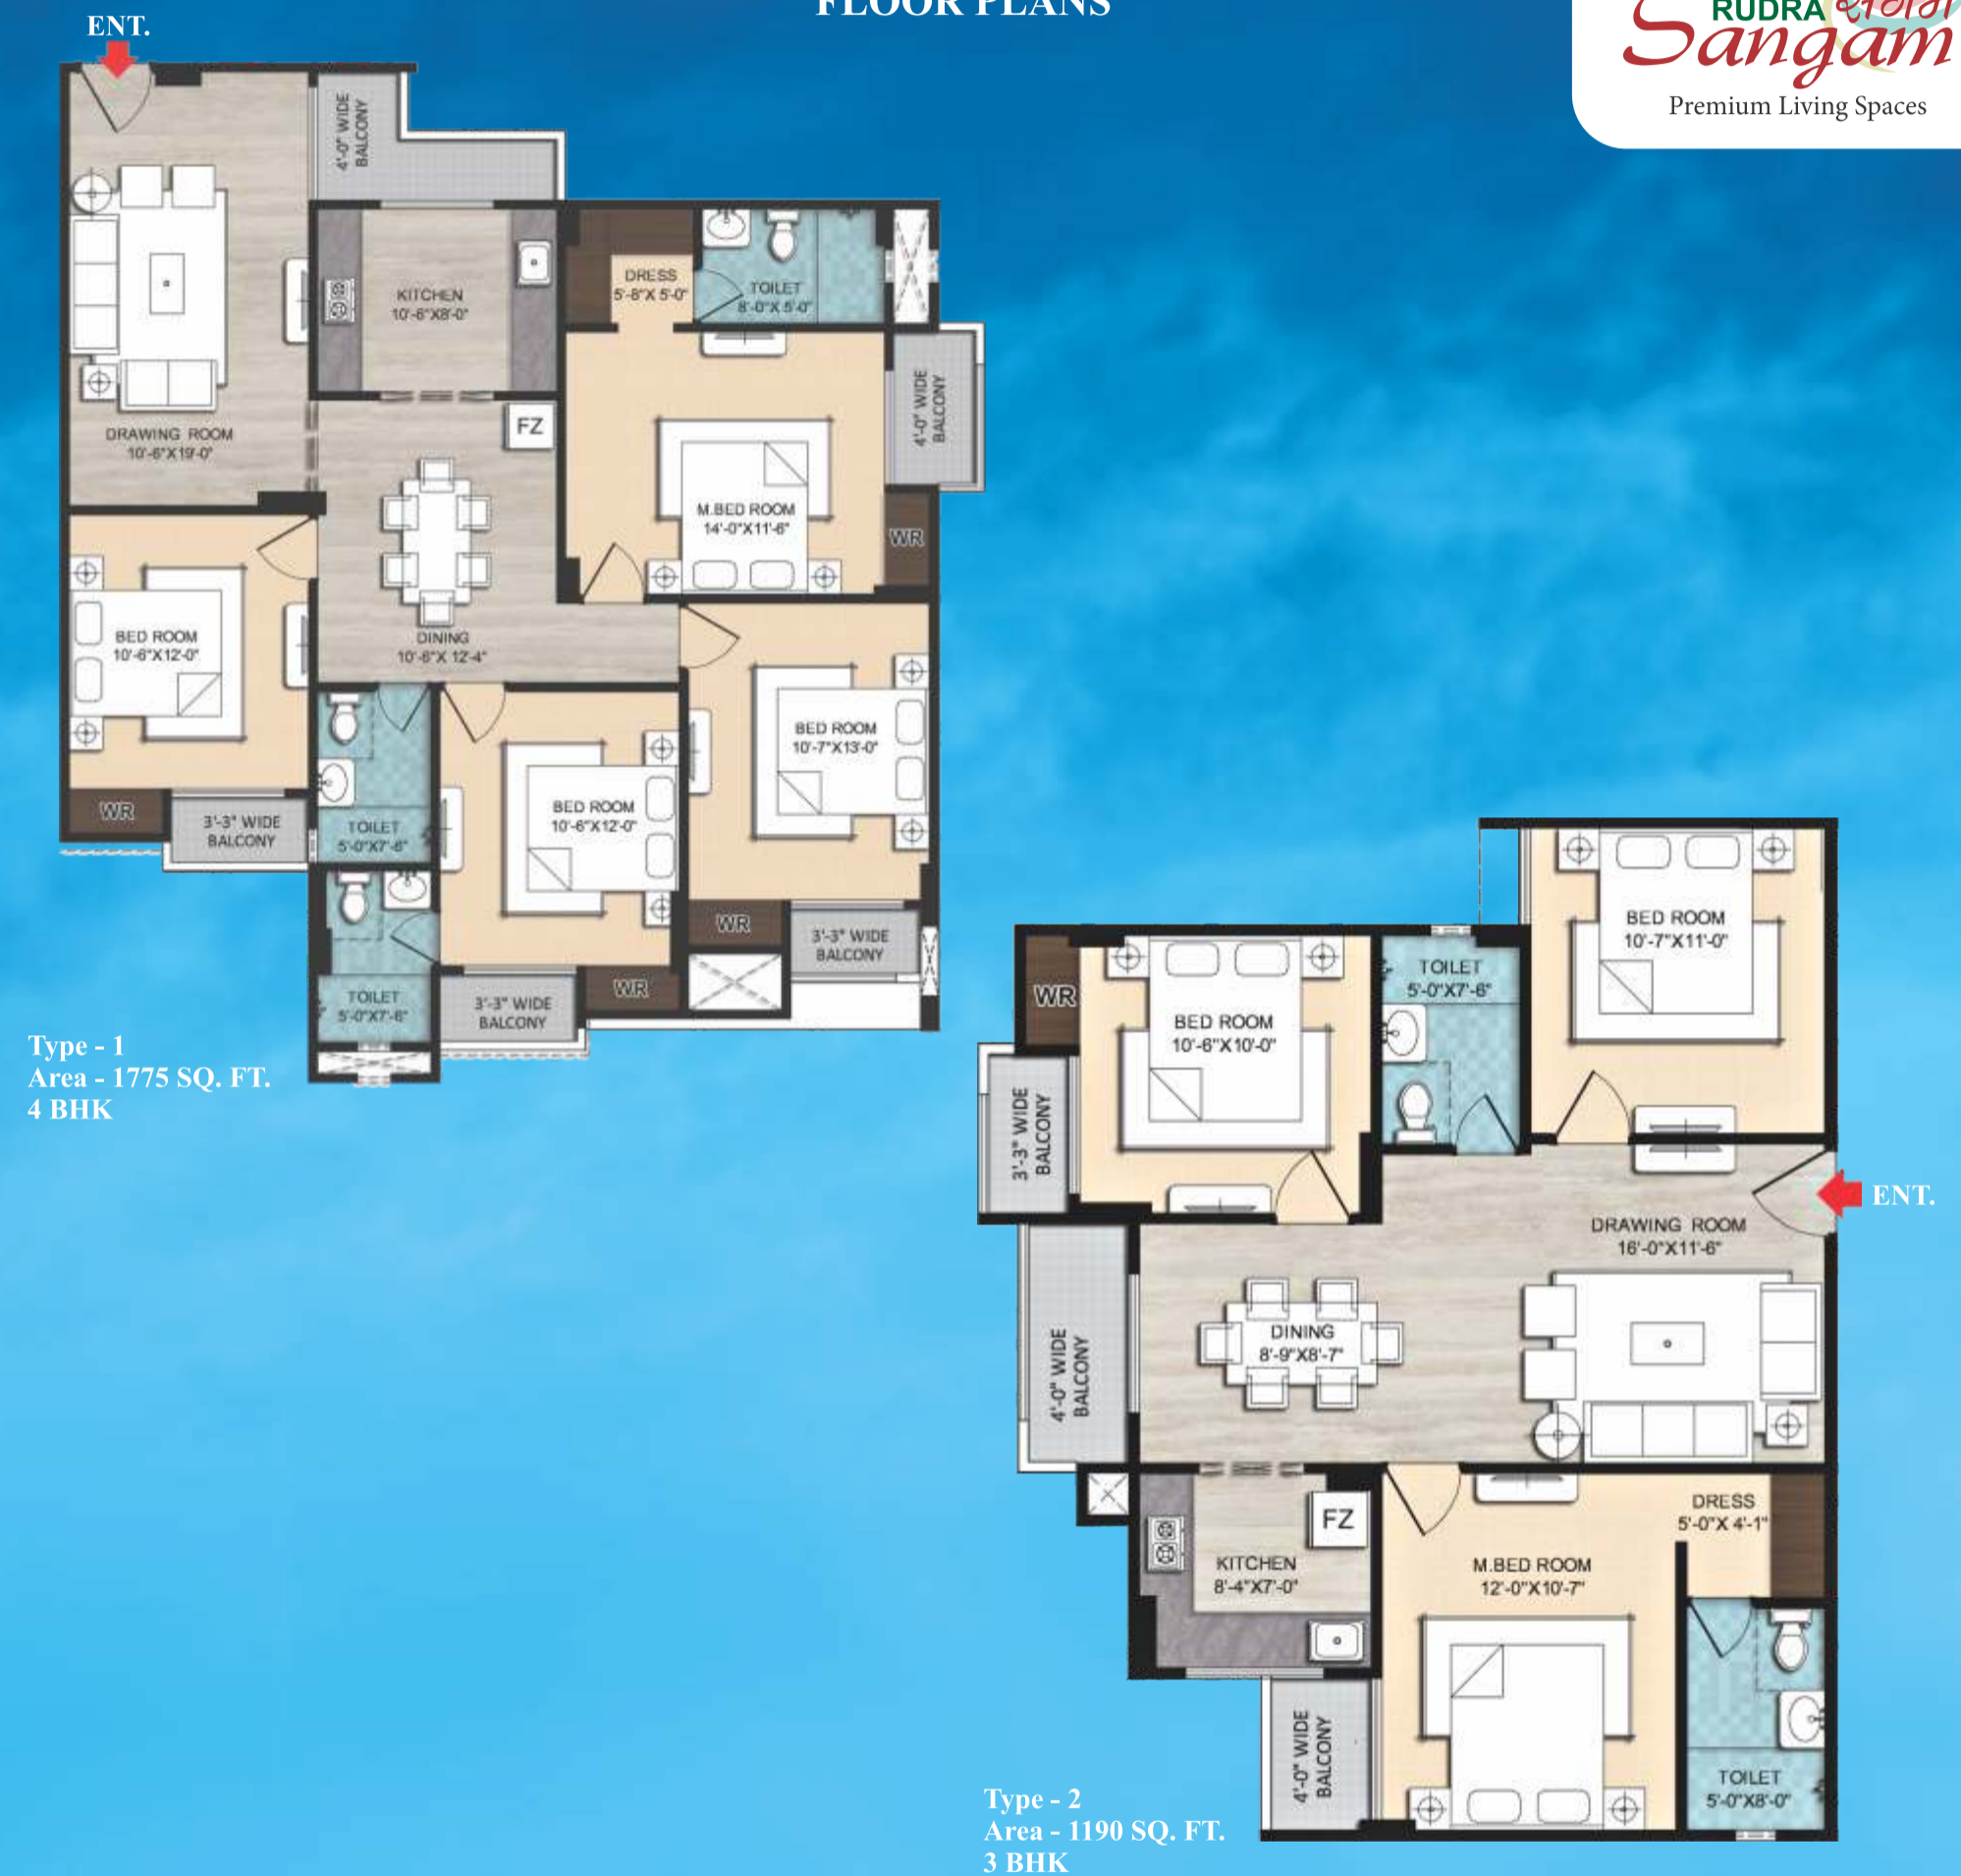 FLOOR PLANS
RUDRA संगम
Sangam
Premium Living Spaces
ENT.
4'-0" WIDE
BALCONY
KITCHEN
10'-6"X8'-0"
DRESS
5'-8"X 5'-0"
TOILET
8'-0"X 5'-0"
DRAWING ROOM
10'-6"X19'-0"
FZ
4'-0" WIDE
BALCONY
M.BED ROOM
14'-0"X11'-6"
WR
BED ROOM
10'-6"X12'-0"
DINING
10'-6"X 12'-4"
BED ROOM
10'-7"X13'-0"
WR
3'-3" WIDE
BALCONY
TOILET
5'-0"X7'-6"
BED ROOM
10'-6"X12'-0"
WR
3'-3" WIDE
BALCONY
TOILET
5'-0"X7'-6"
3'-3" WIDE
BALCONY
WR
Type - 1
Area - 1775 SQ. FT.
4 BHK
BED ROOM
10'-7"X11'-0"
WR
BED ROOM
10'-6"X10'-0"
TOILET
5'-0"X7'-6"
3'-3" WIDE
BALCONY
ENT.
DRAWING ROOM
16'-0"X11'-6"
4'-0" WIDE
BALCONY
DINING
8'-9"X8'-7"
FZ
KITCHEN
8'-4"X7'-0"
DRESS
5'-0"X 4'-1"
M.BED ROOM
12'-0"X10'-7"
4'-0" WIDE
BALCONY
TOILET
5'-0"X8'-0"
Type - 2
Area - 1190 SQ. FT.
3 BHK